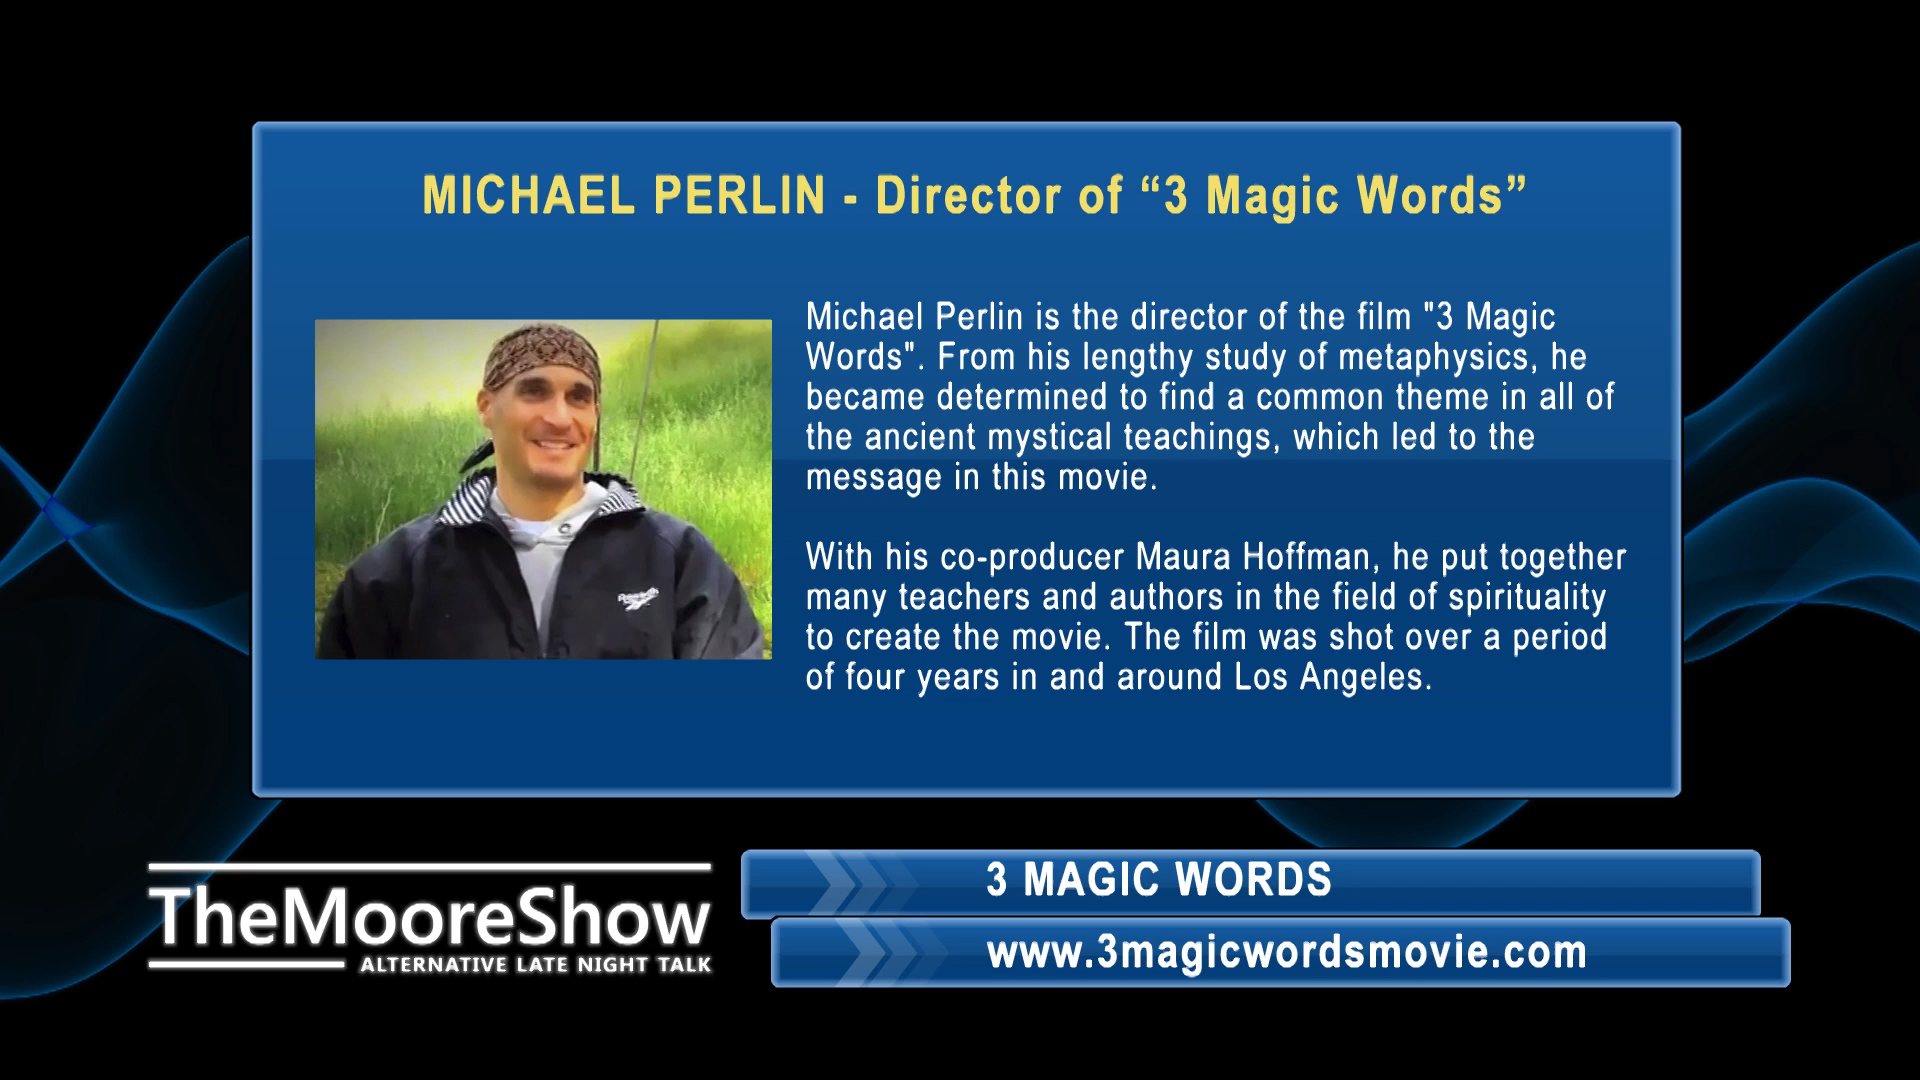 MICHAEL PERLIN - Director of “3 Magic Words”
Michael Perlin is the director of the film "3 Magic
Words". From his lengthy study of metaphysics, he
became determined to find a common theme in all of
the ancient mystical teachings, which led to the
message in this movie.
With his co-producer Maura Hoffman, he put together
many teachers and authors in the field of spirituality
to create the movie. The film was shot over a period
of four years in and around Los Angeles.
TheMooreShow
ALTERNATIVE LATE NIGHT TALK
3 MAGIC WORDS
www.3magicwordsmovie.com